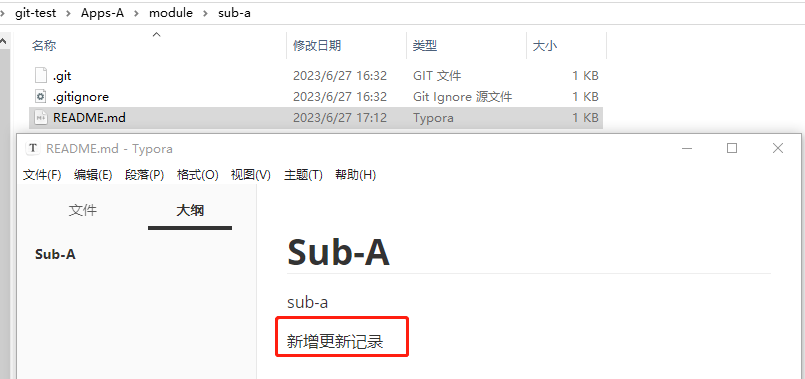 git-test > Apps-A > module > sub-a
名称 修改日期 类型 大小
.git 2023/6/27 16:32 GIT 文件 1 KB
.gitignore 2023/6/27 16:32 Git Ignore 源文件 1 KB
README.md 2023/6/27 17:12 Typora 1 KB
T README.md - Typora
文件(F) 编辑(E) 段落(P) 格式(O) 视图(V) 主题(T) 帮助(H)
文件 大纲
Sub-A
Sub-A
sub-a
新增更新记录